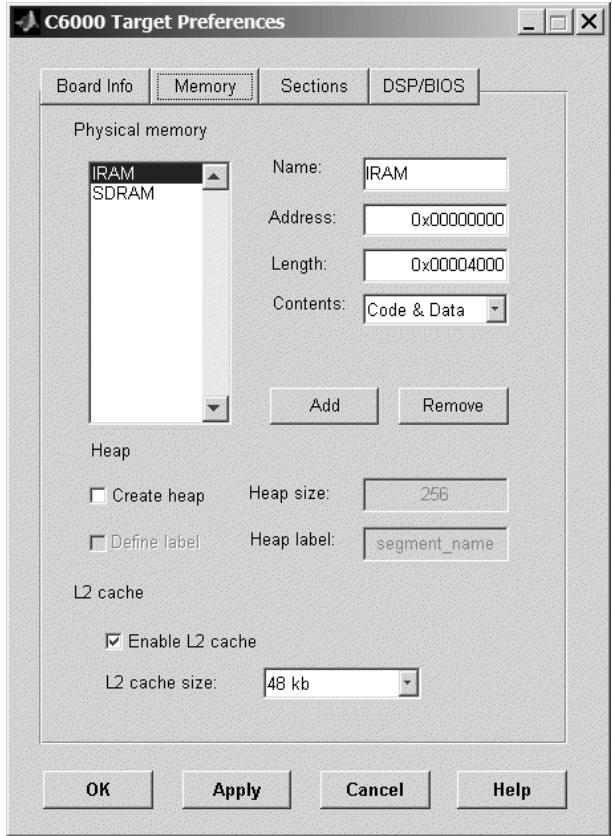 C6000 Target Preferences
Board Info Memory Sections DSP/BIOS
Physical memory
IRAM
SDRAM
Name: IRAM
Address: 0x00000000
Length: 0x00004000
Contents: Code & Data
Add Remove
Heap
Create heap Heap size: 256
Define label Heap label: segment_name
L2 cache
Enable L2 cache
L2 cache size: 48 kb
OK Apply Cancel Help